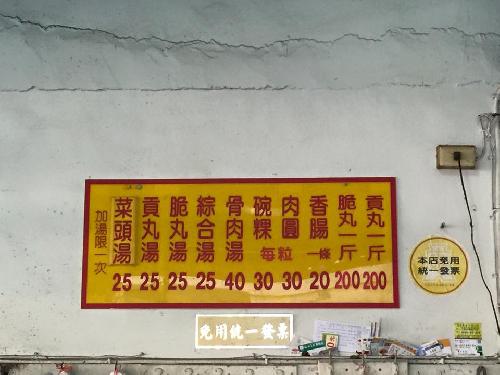 貢丸一斤 200
脆丸一斤 200
香腸 一條 20
肉圓 每粒 30
碗粿 每粒 30
骨肉湯 40
綜合湯 25
脆丸湯 25
貢丸湯 25
菜頭湯 25
加湯限一次
本店免用
統一發票
免用統一發票